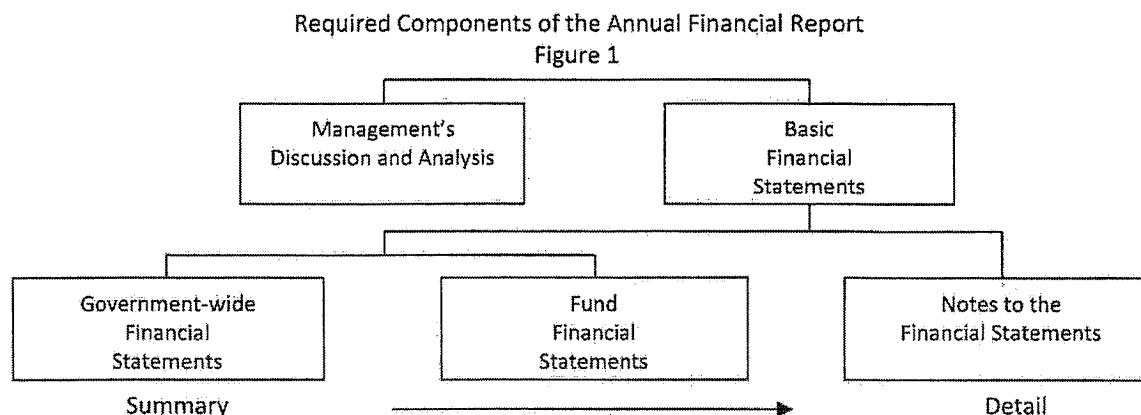 Required Components of the Annual Financial Report
Figure 1
Management's
Discussion and Analysis
Basic
Financial
Statements
Government-wide
Financial
Statements
Fund
Financial
Statements
Notes to the
Financial Statements
Summary
Detail